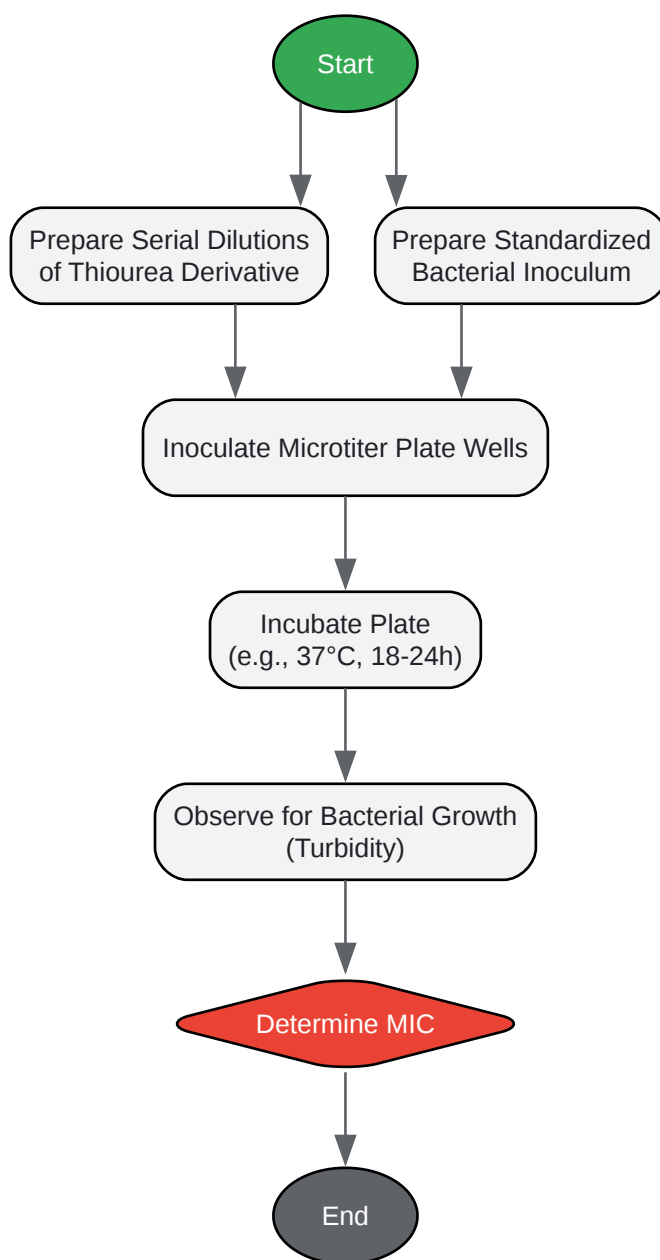 Start
Prepare Serial Dilutions
of Thiourea Derivative
Prepare Standardized
Bacterial Inoculum
Inoculate Microtiter Plate Wells
Incubate Plate
(e.g., 37°C, 18-24h)
Observe for Bacterial Growth
(Turbidity)
Determine MIC
End